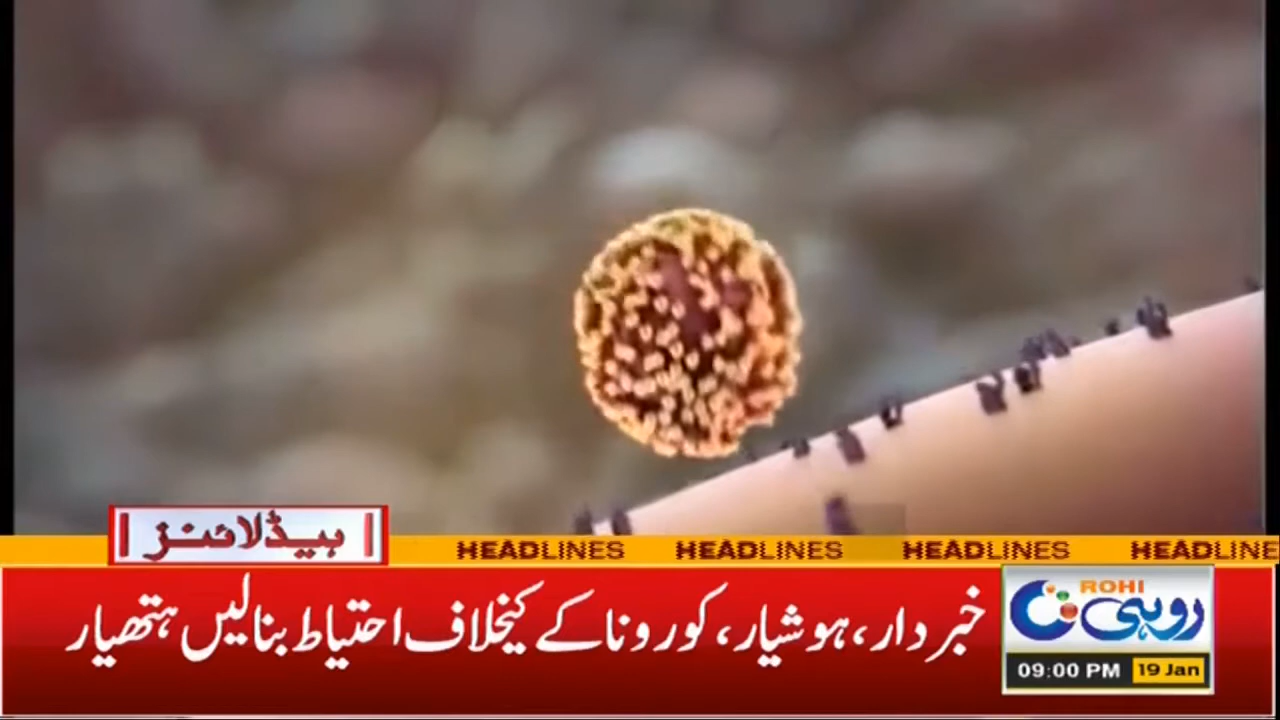 ہیڈلائنز
HEADLINES HEADLINES HEADLINES HEADLINE
خبردار، ہوشیار، کورونا کے کیخلاف احتیاط بنالیں ہتھیار
ROHI
روہی
09:00 PM 19 Jan